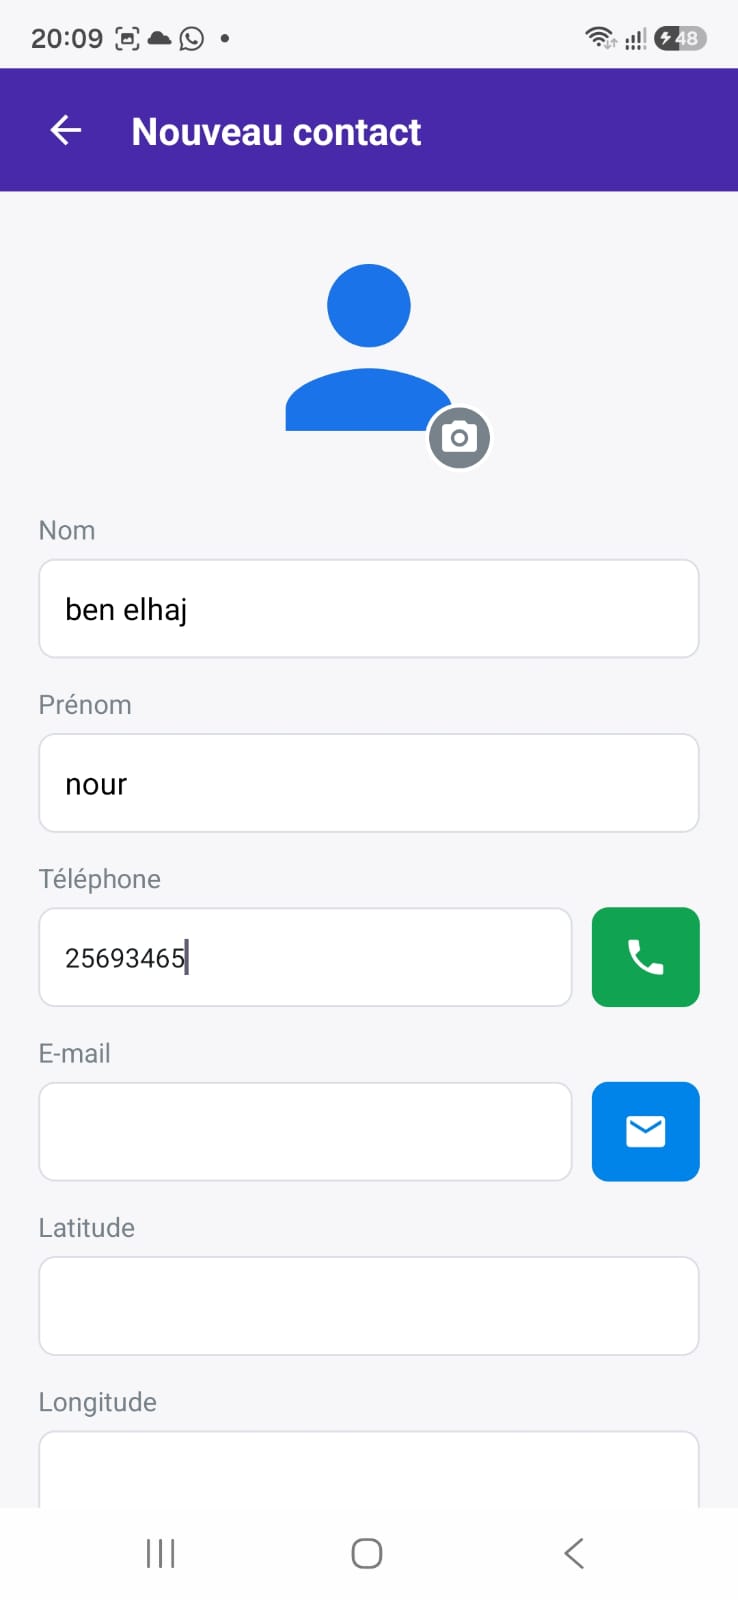 20:09
48
Nouveau contact
Nom
ben elhaj
Prénom
nour
Téléphone
25693465
E-mail
Latitude
Longitude